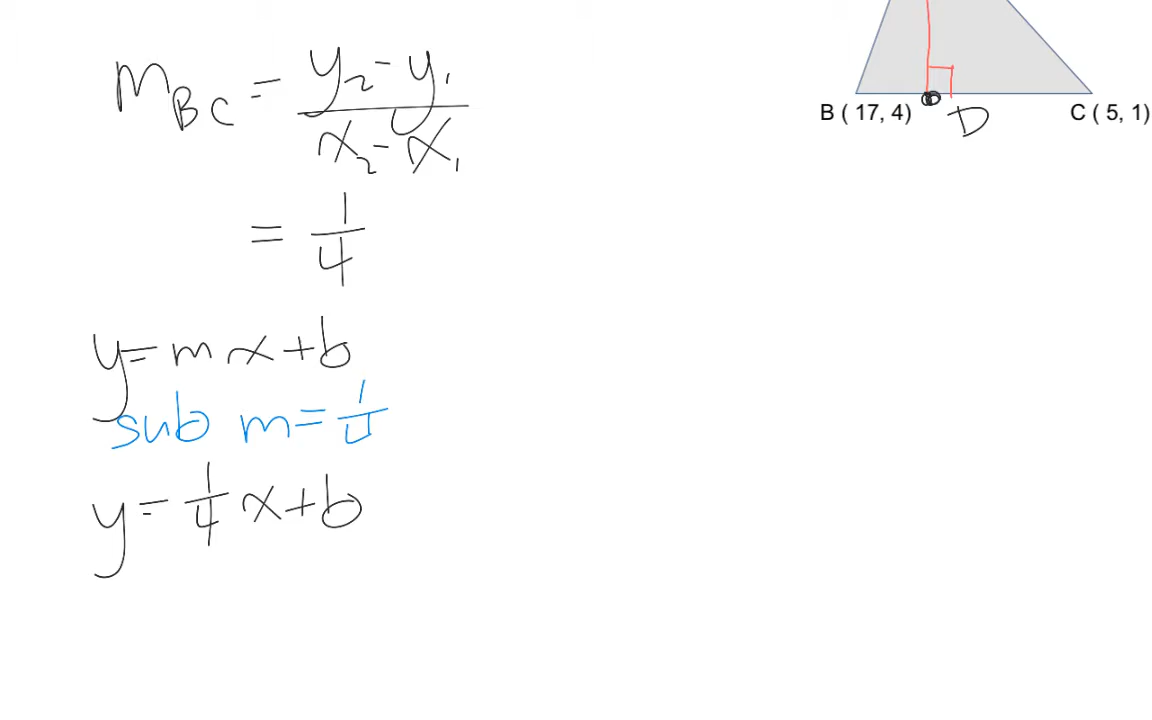 m_BC = (y₂ - y₁)/(x₂ - x₁)
= 1/4
y = mx + b
sub m = 1/4
y = 1/4 x + b
B ( 17, 4)
D
C ( 5, 1)